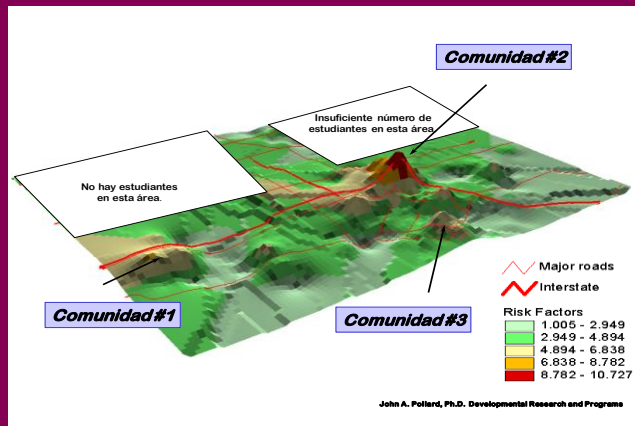 Comunidad #2
Insuficiente número de
estudiantes en esta área.
No hay estudiantes
en esta área.
Comunidad #1
Comunidad #3
Major roads
Interstate
Risk Factors
1.005 - 2.949
2.949 - 4.894
4.894 - 6.838
6.838 - 8.782
8.782 - 10.727
John A. Pollard, Ph.D. Developmental Research and Programs